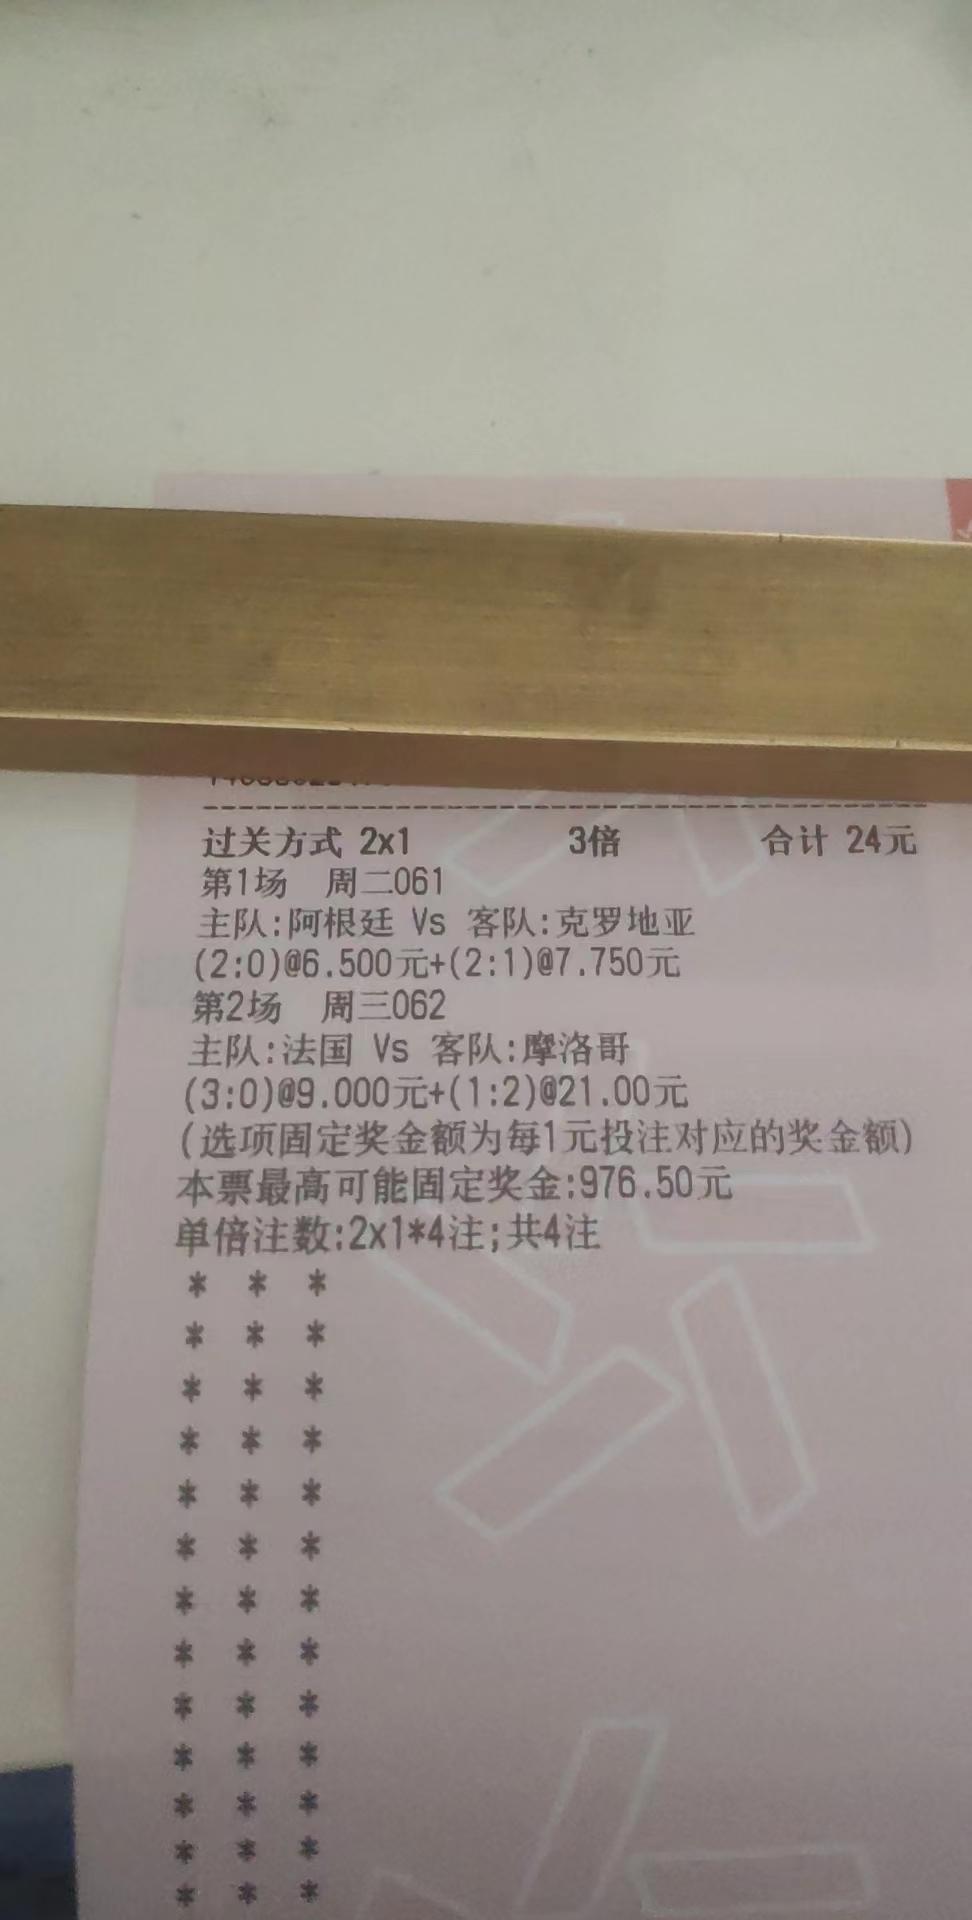 过关方式 2x1 3倍 合计 24元
第1场 周二061
主队:阿根廷 Vs 客队:克罗地亚
(2:0)@6.500元+(2:1)@7.750元
第2场 周三062
主队:法国 Vs 客队:摩洛哥
(3:0)@9.000元+(1:2)@21.00元
(选项固定奖金额为每1元投注对应的奖金额)
本票最高可能固定奖金:976.50元
单倍注数:2x1*4注;共4注
* * *
* * *
* * *
* * *
* * *
* * *
* * *
* * *
* * *
* * *
* * *
* * *
* * *